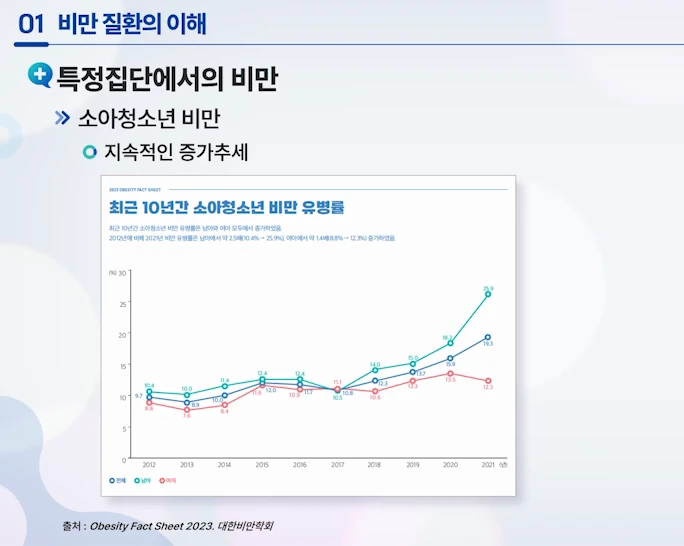 01 비만 질환의 이해
특정집단에서의 비만
소아청소년 비만
지속적인 증가추세
2023 OBESITY FACT SHEET
최근 10년간 소아청소년 비만 유병률
최근 10년간 소아청소년 비만 유병률은 남아와 여아 모두에서 증가하였음.
2012년에 비해 2021년 비만 유병률은 남아에서 약 2.5배(10.4% → 25.9%), 여아에서 약 1.4배(8.8% → 12.3%) 증가하였음.
(%) 30
25
20
15
10
5
0
10.4 10.0 11.4 12.4 12.4 10.5 14.0 15.0 18.3 25.9
9.7 8.9 10.0 12.0 11.7 10.8 12.3 13.7 15.9 19.3
8.8 7.6 8.4 11.6 10.9 11.1 10.6 12.3 13.5 12.3
2012 2013 2014 2015 2016 2017 2018 2019 2020 2021 (년)
전체 남아 여아
출처 : Obesity Fact Sheet 2023. 대한비만학회